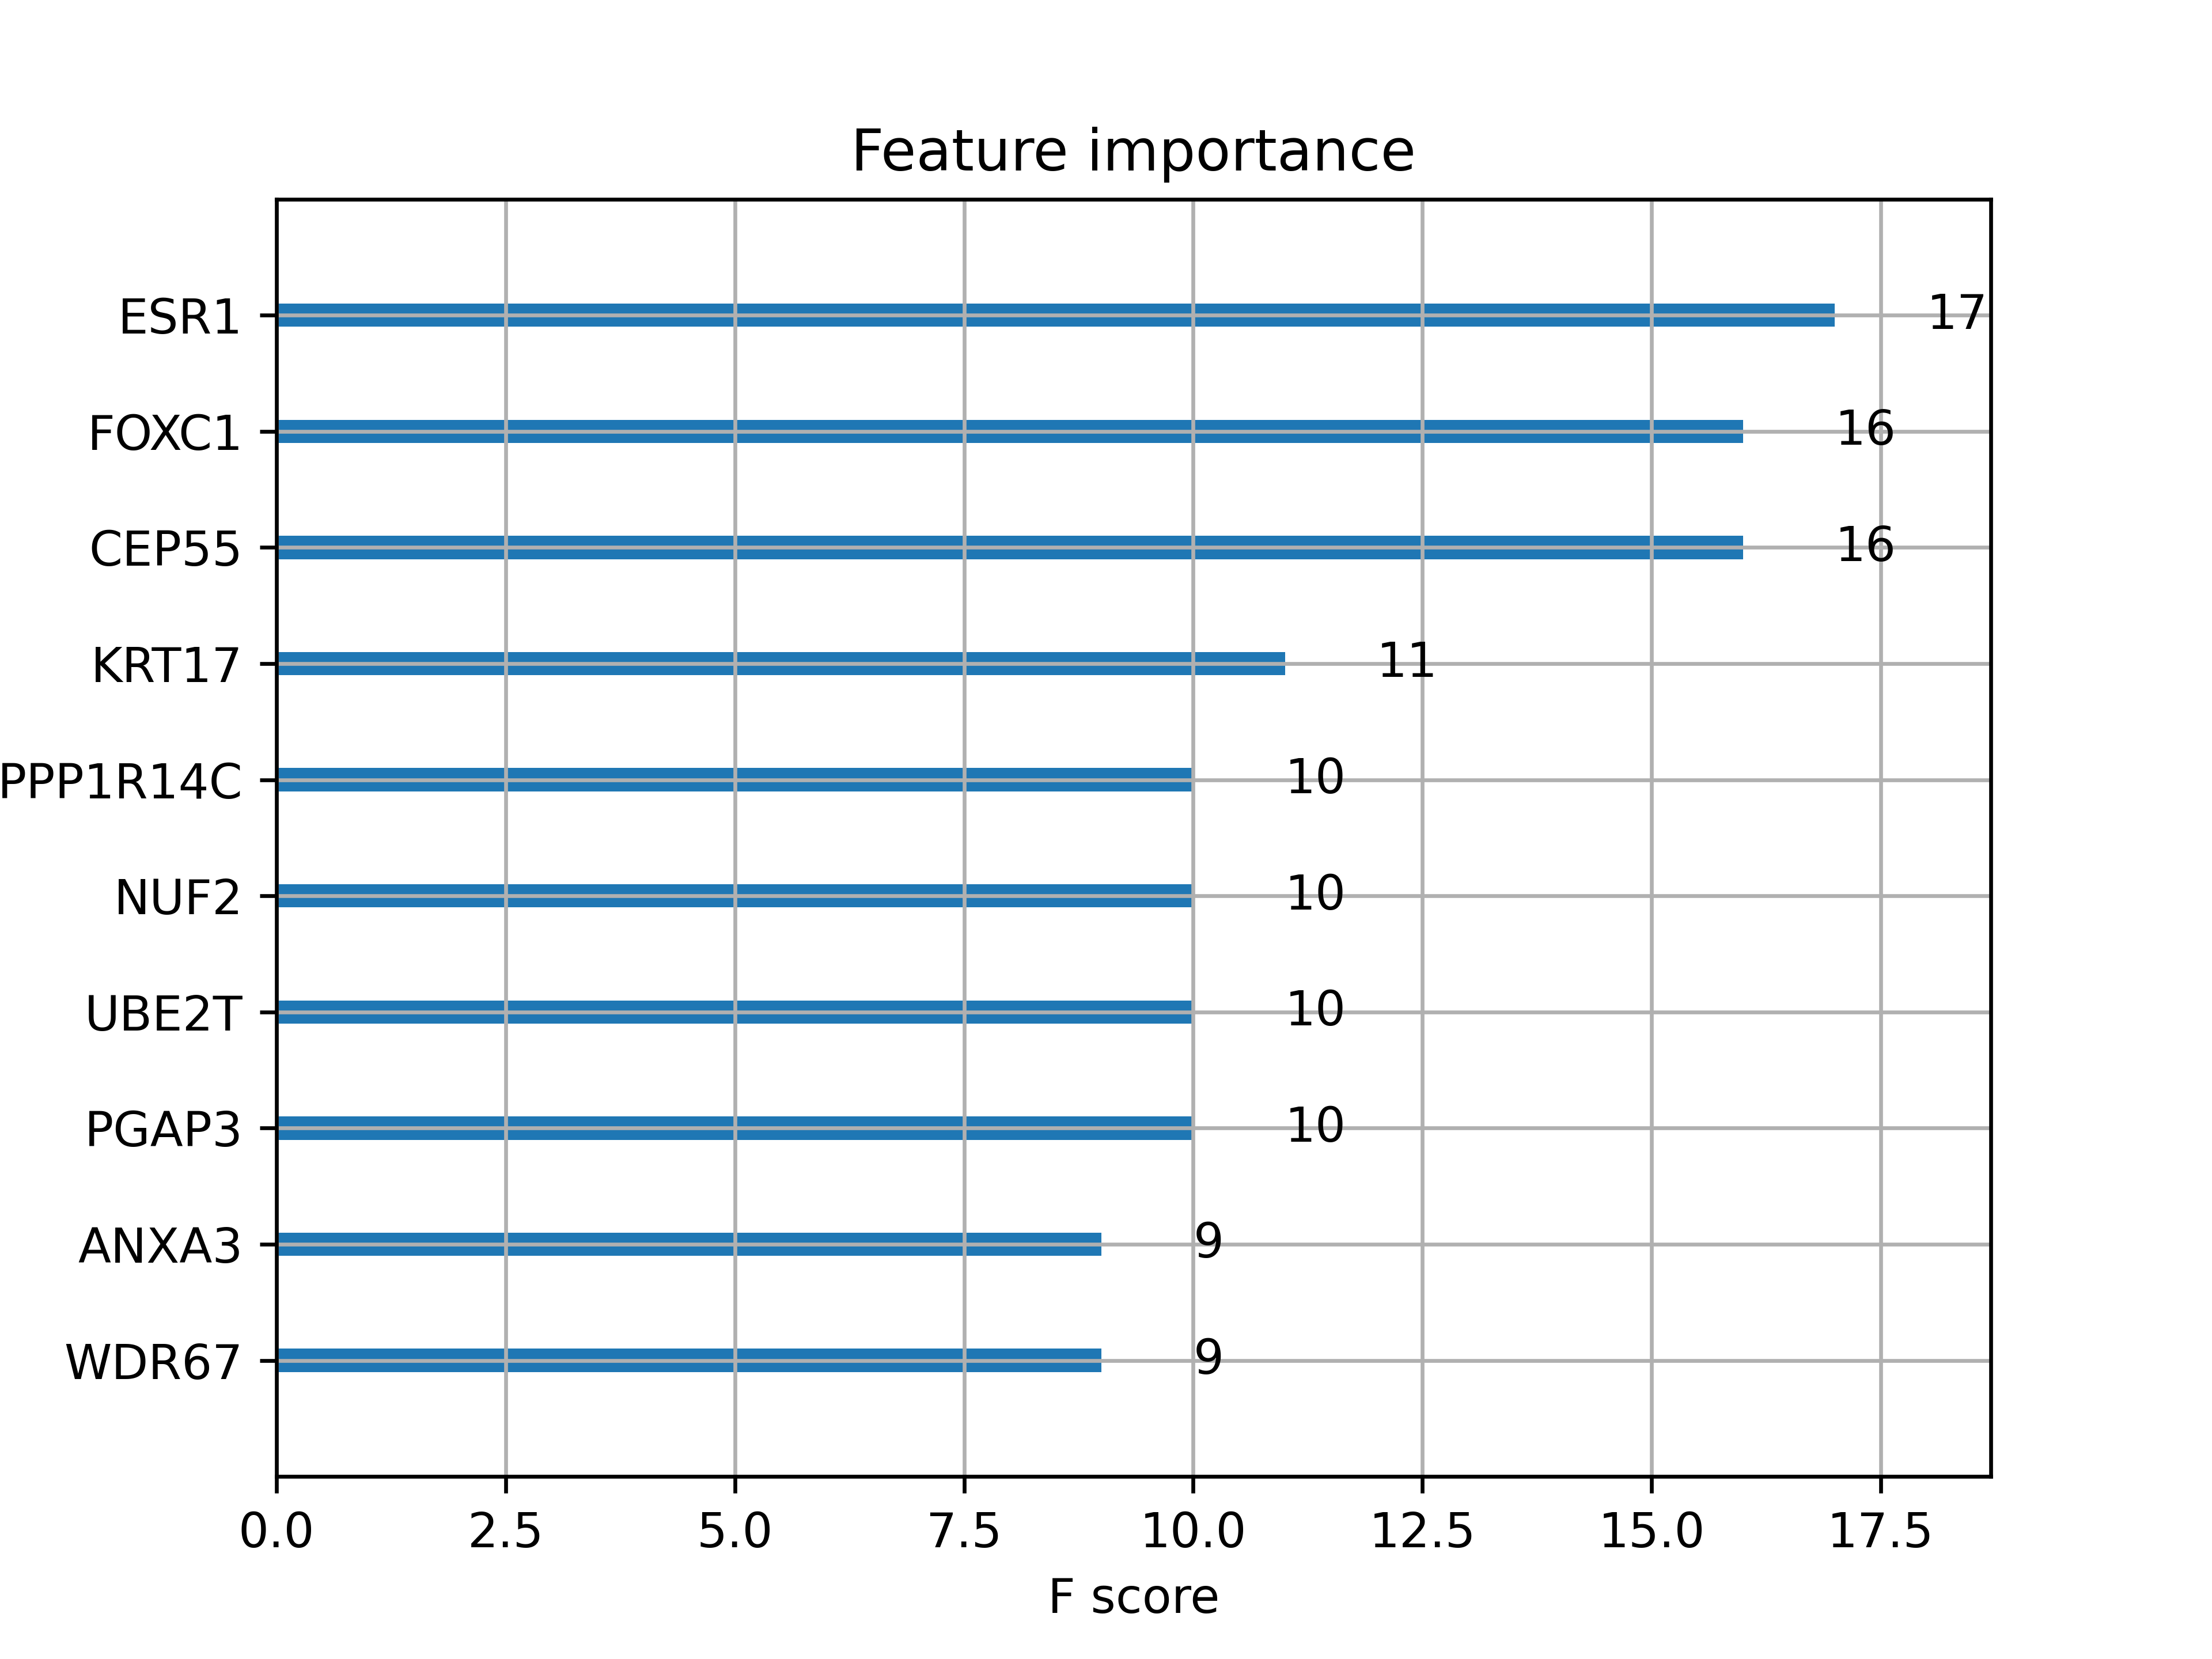 Feature importance
ESR1 17
FOXC1 16
CEP55 16
KRT17 11
PPP1R14C 10
NUF2 10
UBE2T 10
PGAP3 10
ANXA3 9
WDR67 9
0.0 2.5 5.0 7.5 10.0 12.5 15.0 17.5
F score